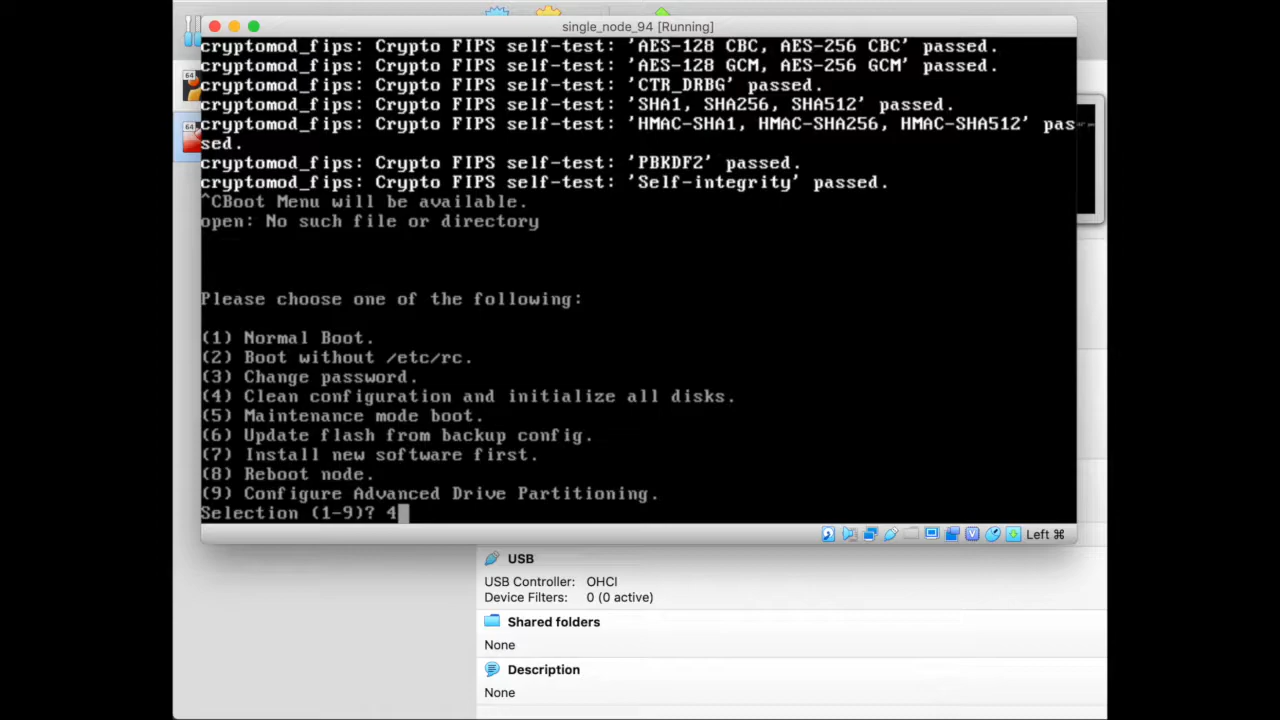 single_node_94 [Running]
cryptomod_fips: Crypto FIPS self-test: 'AES-128 CBC, AES-256 CBC' passed.
cryptomod_fips: Crypto FIPS self-test: 'AES-128 GCM, AES-256 GCM' passed.
cryptomod_fips: Crypto FIPS self-test: 'CTR_DRBG' passed.
cryptomod_fips: Crypto FIPS self-test: 'SHA1, SHA256, SHA512' passed.
cryptomod_fips: Crypto FIPS self-test: 'HMAC-SHA1, HMAC-SHA256, HMAC-SHA512' pas
sed.
cryptomod_fips: Crypto FIPS self-test: 'PBKDF2' passed.
cryptomod_fips: Crypto FIPS self-test: 'Self-integrity' passed.
^CBoot Menu will be available.
open: No such file or directory
Please choose one of the following:
(1) Normal Boot.
(2) Boot without /etc/rc.
(3) Change password.
(4) Clean configuration and initialize all disks.
(5) Maintenance mode boot.
(6) Update flash from backup config.
(7) Install new software first.
(8) Reboot node.
(9) Configure Advanced Drive Partitioning.
Selection (1-9)? 4
Left ⌘
64
64
USB
USB Controller: OHCI
Device Filters: 0 (0 active)
Shared folders
None
Description
None